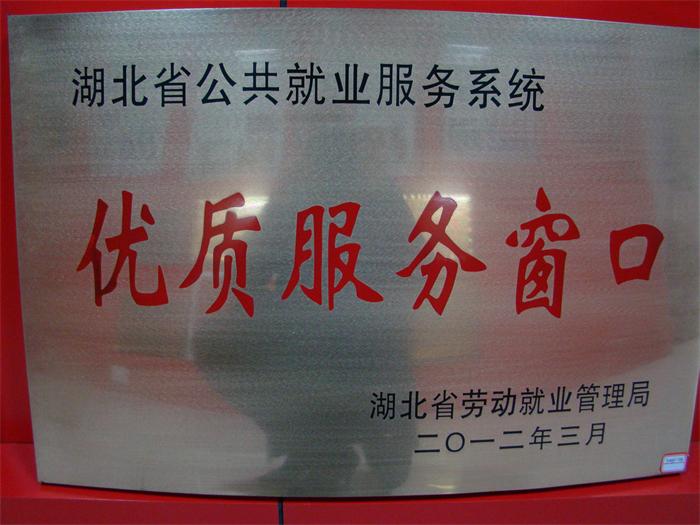 湖北省公共就业服务系统
优质服务窗口
湖北省劳动就业管理局
二〇一二年三月